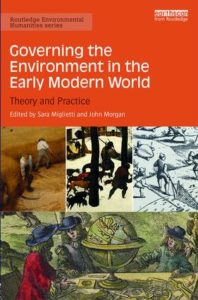 Routledge Environmental
Humanities series
earthscan
from Routledge
Governing the
Environment in the
Early Modern World
Theory and Practice
Edited by Sara Miglietti and John Morgan